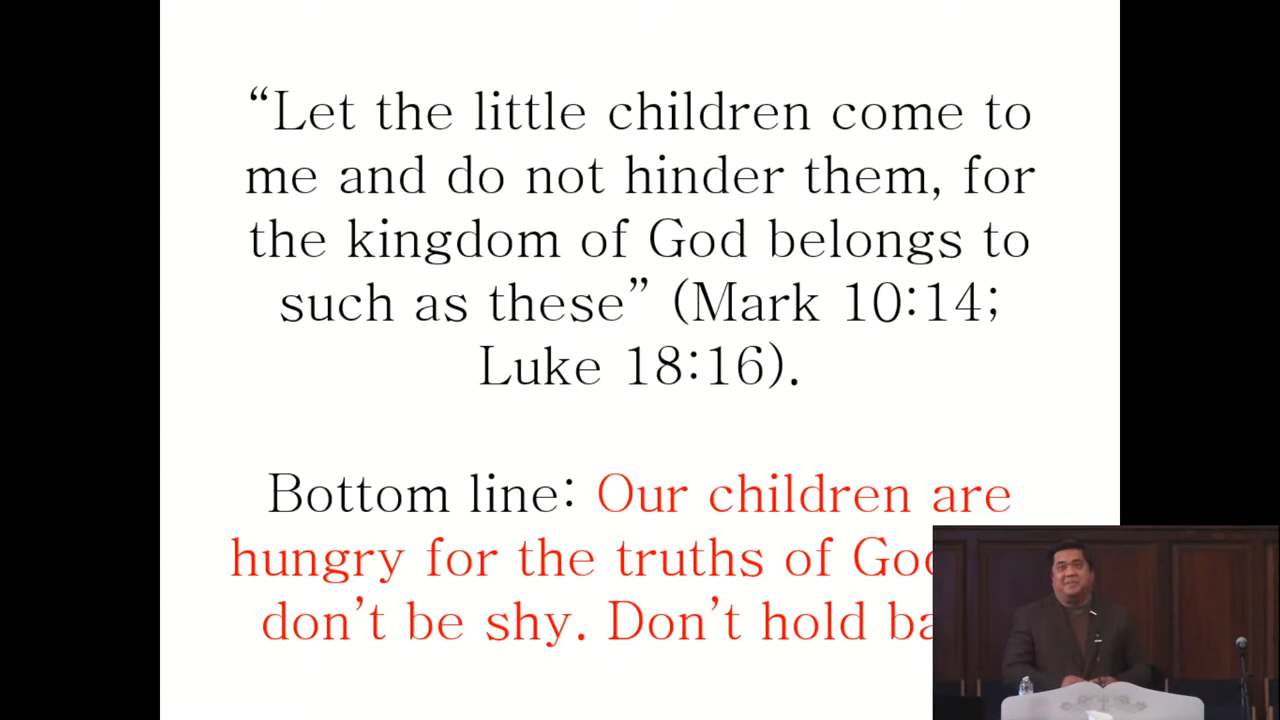 “Let the little children come to
me and do not hinder them, for
the kingdom of God belongs to
such as these” (Mark 10:14;
Luke 18:16).
Bottom line: Our children are
hungry for the truths of
don’t be shy. Don’t hold